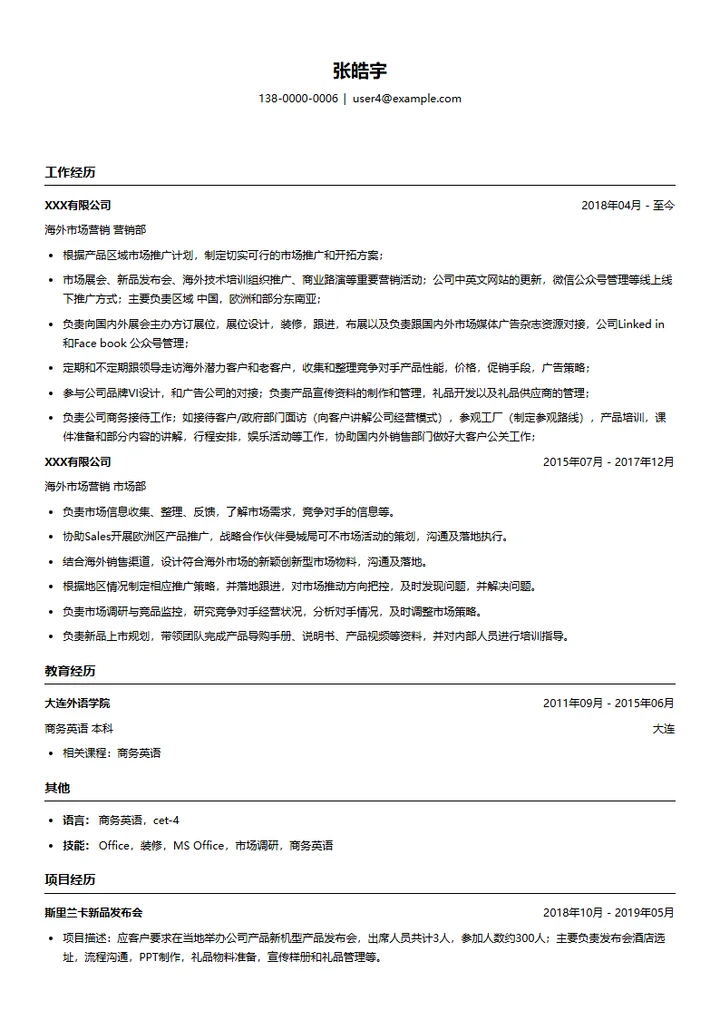 张皓宇
138-0000-0006 | user4@example.com
工作经历
XXX有限公司 2018年04月 - 至今
海外市场营销 营销部
• 根据产品区域市场推广计划，制定切实可行的市场推广和开拓方案；
• 市场展会、新品发布会、海外技术培训组织推广、商业路演等重要营销活动；公司中英文网站的更新，微信公众号管理等线上线
下推广方式；主要负责区域 中国，欧洲和部分东南亚；
• 负责向国内外展会主办方订展位，展位设计，装修，跟进，布展以及负责跟国内外市场媒体广告杂志资源对接，公司Linked in
和Face book 公众号管理；
• 定期和不定期跟领导走访海外潜力客户和老客户，收集和整理竞争对手产品性能，价格，促销手段，广告策略；
• 参与公司品牌VI设计，和广告公司的对接；负责产品宣传资料的制作和管理，礼品开发以及礼品供应商的管理；
• 负责公司商务接待工作；如接待客户/政府部门面访（向客户讲解公司经营模式），参观工厂（制定参观路线），产品培训，课
件准备和部分内容的讲解，行程安排，娱乐活动等工作，协助国内外销售部门做好大客户公关工作；
XXX有限公司 2015年07月 - 2017年12月
海外市场营销 市场部
• 负责市场信息收集、整理、反馈，了解市场需求，竞争对手的信息等。
• 协助Sales开展欧洲区产品推广，战略合作伙伴曼城局可不市场活动的策划，沟通及落地执行。
• 结合海外销售渠道，设计符合海外市场的新颖创新型市场物料，沟通及落地。
• 根据地区情况制定相应推广策略，并落地跟进，对市场推动方向把控，及时发现问题，并解决问题。
• 负责市场调研与竞品监控，研究竞争对手经营状况，分析对手情况，及时调整市场策略。
• 负责新品上市规划，带领团队完成产品导购手册、说明书、产品视频等资料，并对内部人员进行培训指导。
教育经历
大连外语学院 2011年09月 - 2015年06月
商务英语 本科 大连
• 相关课程：商务英语
其他
• 语言： 商务英语，cet-4
• 技能： Office，装修，MS Office，市场调研，商务英语
项目经历
斯里兰卡新品发布会 2018年10月 - 2019年05月
• 项目描述：应客户要求在当地举办公司产品新机型产品发布会，出席人员共计3人，参加人数约300人；主要负责发布会酒店选
址，流程沟通，PPT制作，礼品物料准备，宣传样册和礼品管理等。